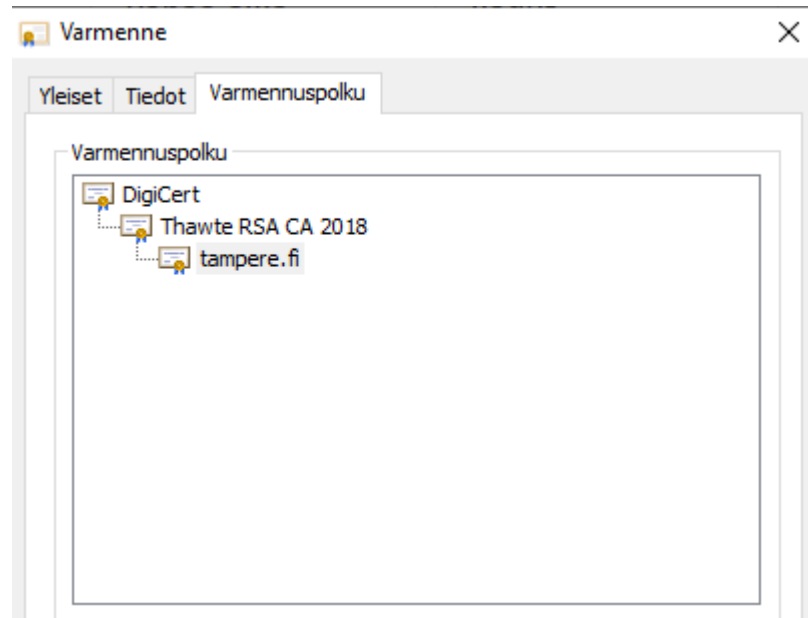 Varmenne
Yleiset Tiedot Varmennuspolku
Varmennuspolku
DigiCert
Thawte RSA CA 2018
tampere.fi